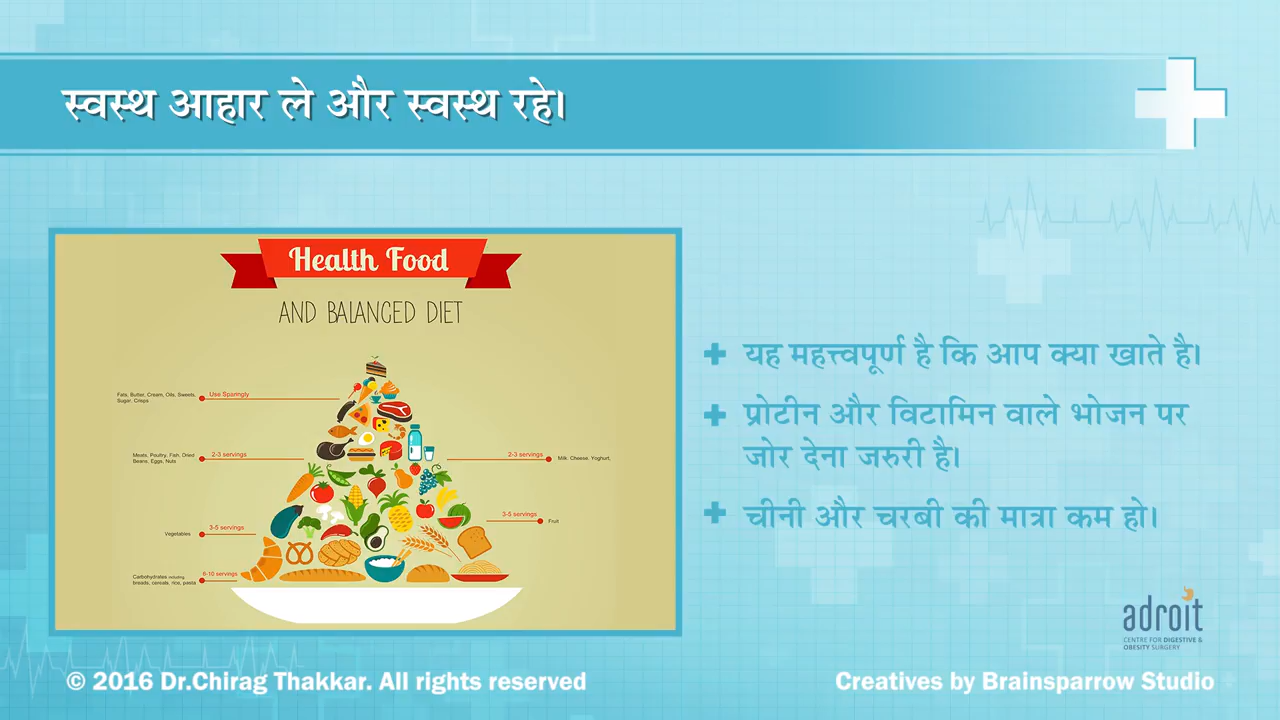 स्वस्थ आहार ले और स्वस्थ रहे।
Health Food
AND BALANCED DIET
Fats, Butter, Cream, Oils, Sweets,
Sugar, Crisps
Use Sparingly
Meats, Poultry, Fish, Dried
Beans, Eggs, Nuts
2-3 servings
2-3 servings
Milk, Cheese, Yoghurt,
Vegetables
3-5 servings
3-5 servings
Fruit
Carbohydrates including
breads, cereals, rice, pasta
6-10 servings
यह महत्त्वपूर्ण है कि आप क्या खाते है।
प्रोटीन और विटामिन वाले भोजन पर
जोर देना जरुरी है।
चीनी और चरबी की मात्रा कम हो।
adroit
CENTRE FOR DIGESTIVE &
OBESITY SURGERY
© 2016 Dr.Chirag Thakkar. All rights reserved
Creatives by Brainsparrow Studio